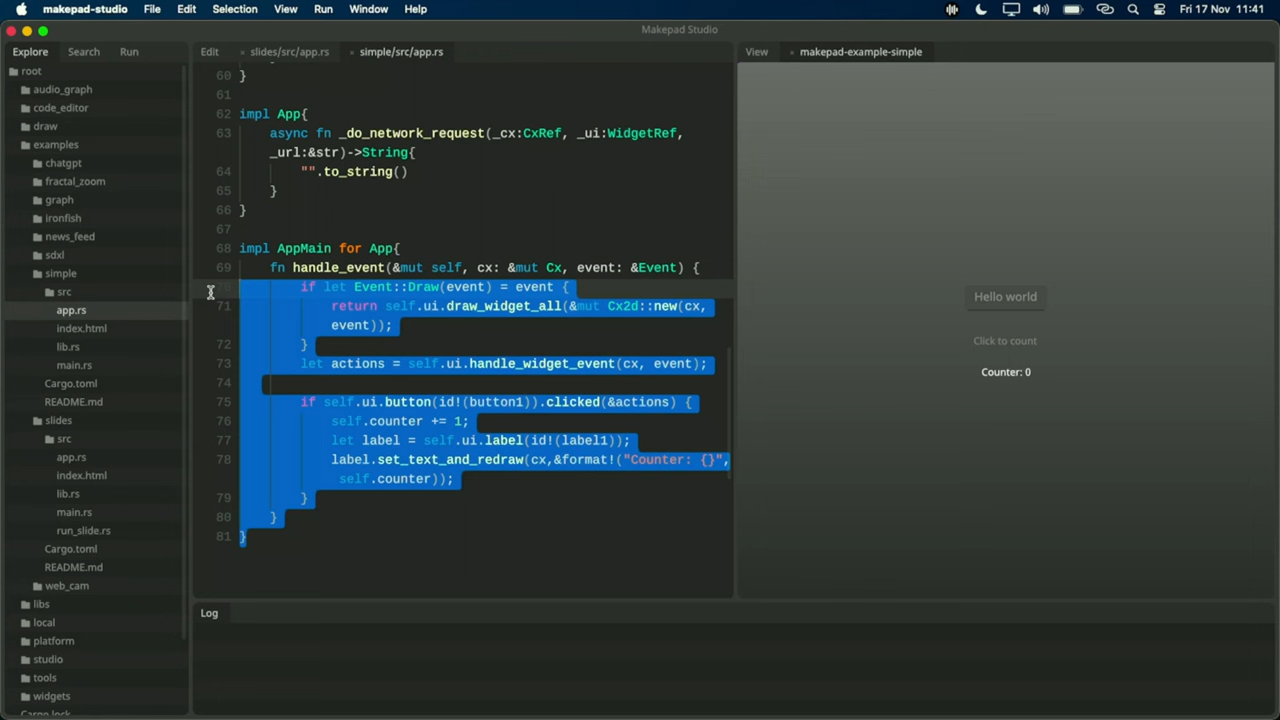 makepad-studio File Edit Selection View Run Window Help Fri 17 Nov 11:41
Makepad Studio
Explore Search Run
root
audio_graph
code_editor
draw
examples
chatgpt
fractal_zoom
graph
ironfish
news_feed
sdxl
simple
src
app.rs
index.html
lib.rs
main.rs
Cargo.toml
README.md
slides
src
app.rs
index.html
lib.rs
main.rs
run_slide.rs
Cargo.toml
README.md
web_cam
libs
local
platform
studio
tools
widgets
Cargo.lock
Edit × slides/src/app.rs × simple/src/app.rs
60 }
61
62 impl App{
63 async fn _do_network_request(_cx:CxRef, _ui:WidgetRef,
_url:&str)->String{
64 "".to_string()
65 }
66 }
67
68 impl AppMain for App{
69 fn handle_event(&mut self, cx: &mut Cx, event: &Event) {
if let Event::Draw(event) = event {
71 return self.ui.draw_widget_all(&mut Cx2d::new(cx,
event));
72 }
73 let actions = self.ui.handle_widget_event(cx, event);
74
75 if self.ui.button(id!(button1)).clicked(&actions) {
76 self.counter += 1;
77 let label = self.ui.label(id!(label1));
78 label.set_text_and_redraw(cx,&format!("Counter: {}",
self.counter));
79 }
80 }
81 }
Log
View × makepad-example-simple
Hello world
Click to count
Counter: 0